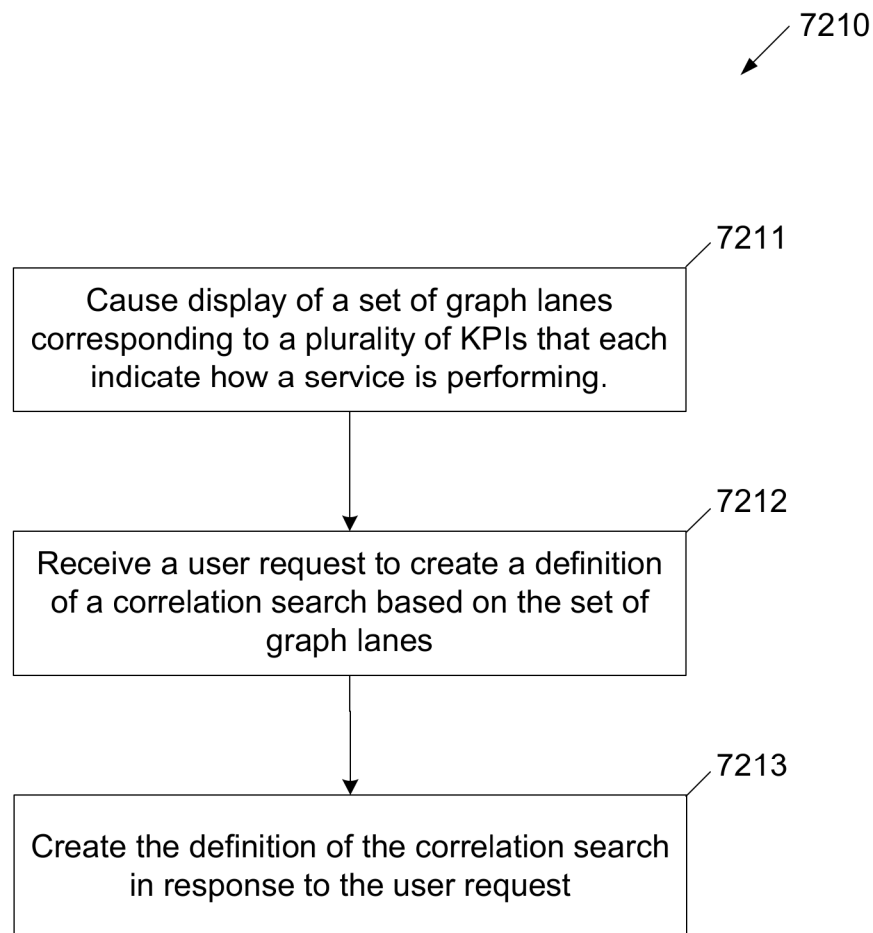 7210
7211
Cause display of a set of graph lanes
corresponding to a plurality of KPIs that each
indicate how a service is performing.
7212
Receive a user request to create a definition
of a correlation search based on the set of
graph lanes
7213
Create the definition of the correlation search
in response to the user request